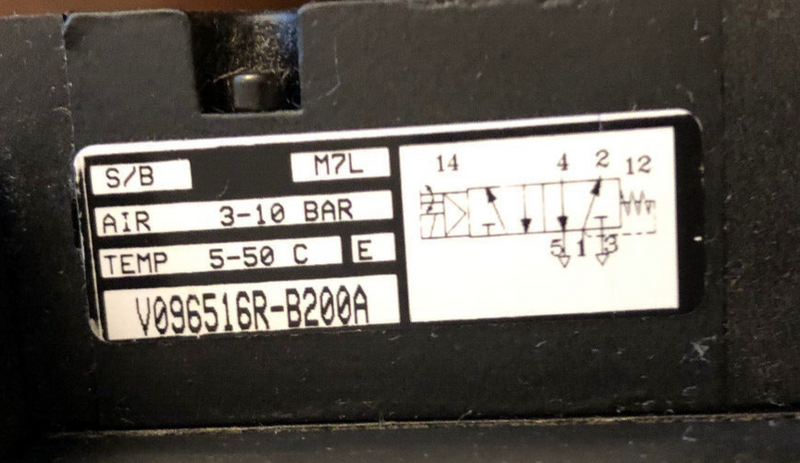 S/B M7L
AIR 3-10 BAR
TEMP 5-50 C E
V096516R-B200A
14 4 2 12
5 1 3